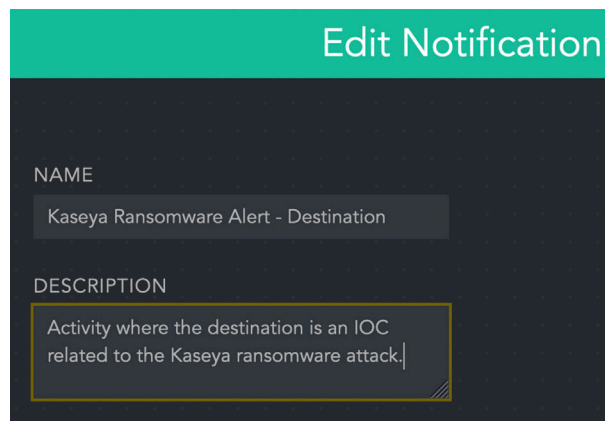 Edit Notification
NAME
Kaseya Ransomware Alert - Destination
DESCRIPTION
Activity where the destination is an IOC
related to the Kaseya ransomware attack.